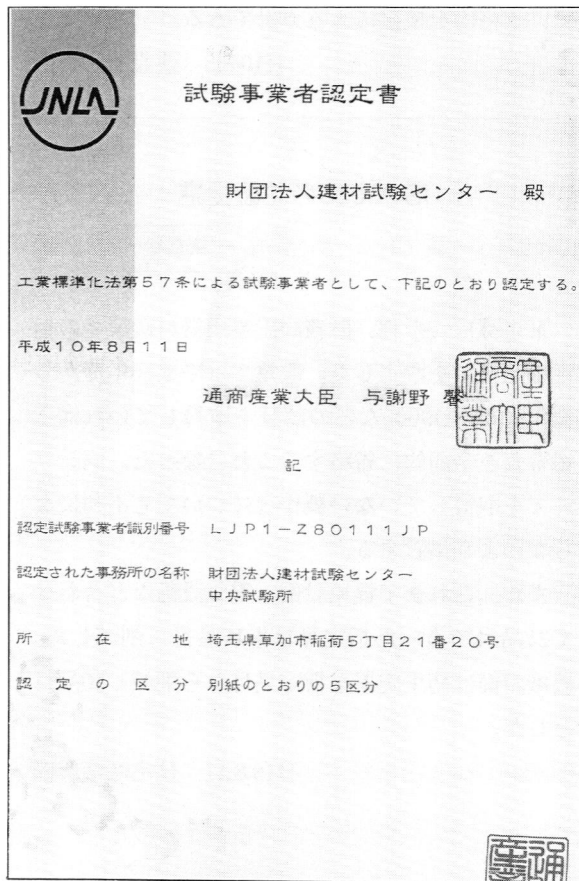 JNLA
試験事業者認定書
財団法人建材試験センター 殿
工業標準化法第57条による試験事業者として、下記のとおり認定する。
平成10年8月11日
通商産業大臣 与謝野 馨
記
認定試験事業者識別番号 LJP1-Z80111JP
認定された事務所の名称 財団法人建材試験センター
中央試験所
所在地 埼玉県草加市稲荷5丁目21番20号
認定の区分 別紙のとおりの5区分